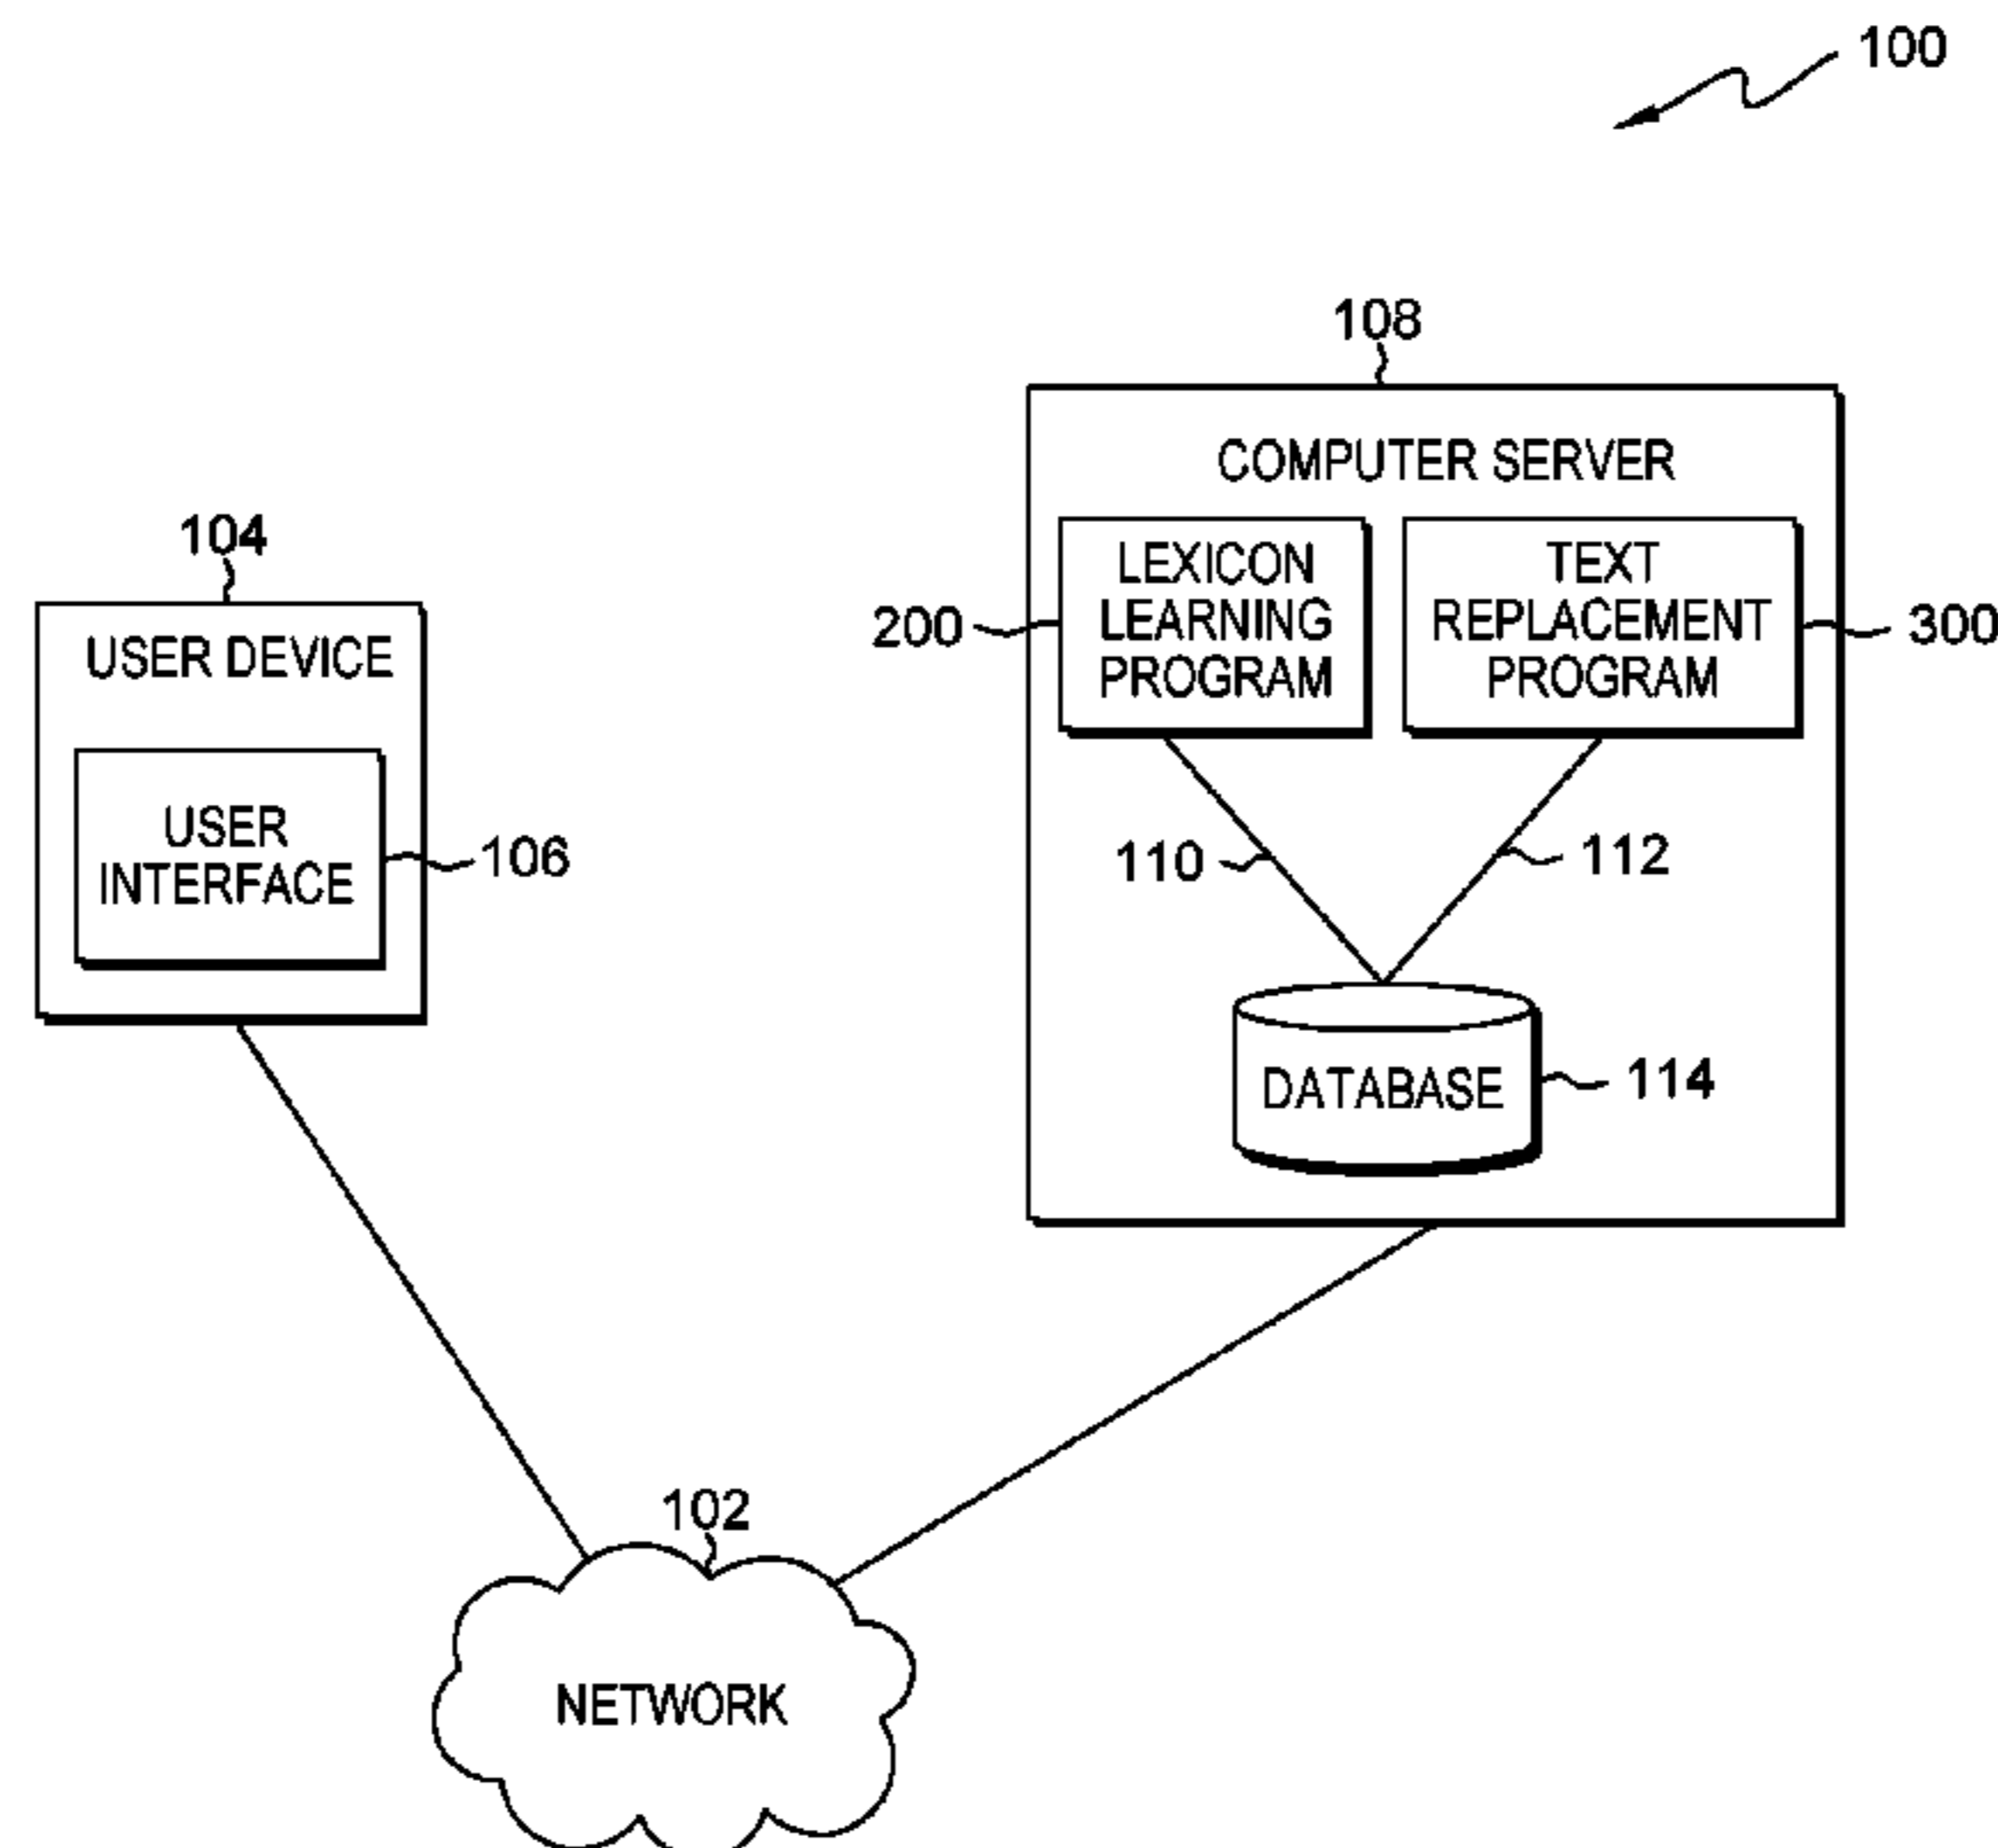 100
108
COMPUTER SERVER
104
LEXICON
LEARNING
PROGRAM
TEXT
REPLACEMENT
PROGRAM
200
300
USER DEVICE
USER
INTERFACE
106
110
112
DATABASE
114
102
NETWORK